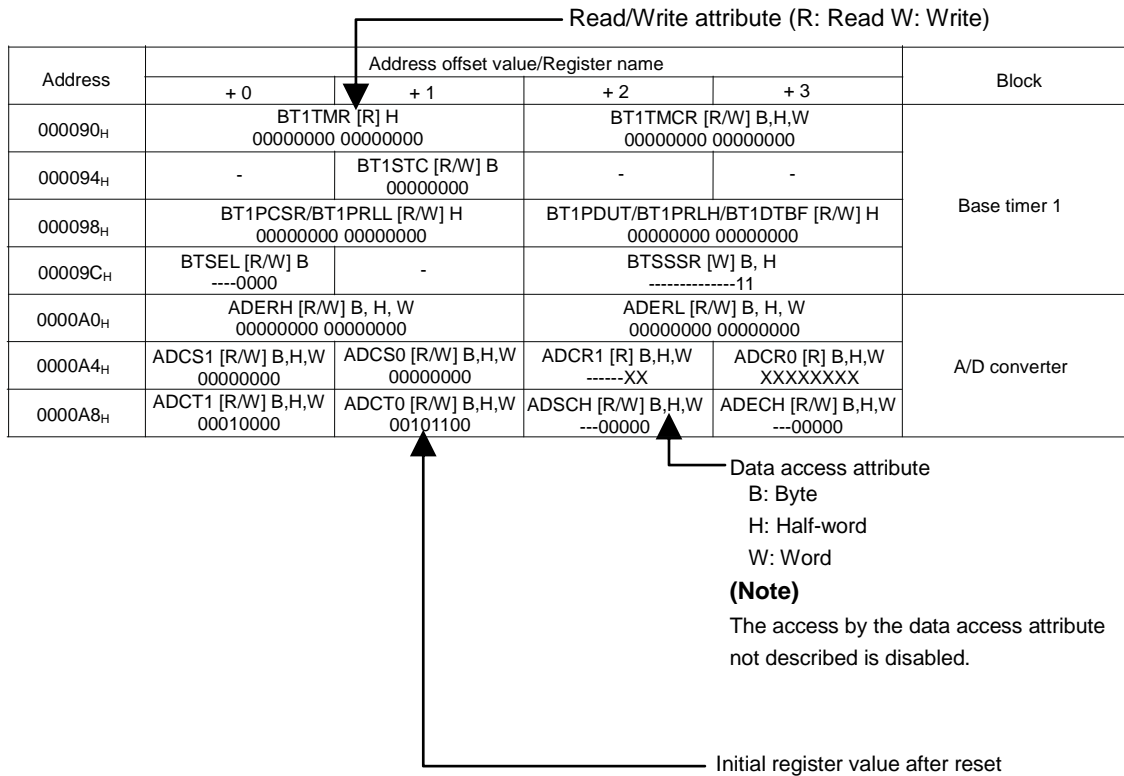 Read/Write attribute (R: Read W: Write)
Address
Address offset value/Register name
Block
+ 0
+ 1
+ 2
+ 3
000090H
BT1TMR [R] H
00000000 00000000
BT1TMCR [R/W] B,H,W
00000000 00000000
000094H
-
BT1STC [R/W] B
00000000
-
-
Base timer 1
000098H
BT1PCSR/BT1PRLL [R/W] H
00000000 00000000
BT1PDUT/BT1PRLH/BT1DTBF [R/W] H
00000000 00000000
00009CH
BTSEL [R/W] B
----0000
-
BTSSSR [W] B, H
--------------11
0000A0H
ADERH [R/W] B, H, W
00000000 00000000
ADERL [R/W] B, H, W
00000000 00000000
0000A4H
ADCS1 [R/W] B,H,W
00000000
ADCS0 [R/W] B,H,W
00000000
ADCR1 [R] B,H,W
------XX
ADCR0 [R] B,H,W
XXXXXXXX
A/D converter
0000A8H
ADCT1 [R/W] B,H,W
00010000
ADCT0 [R/W] B,H,W
00101100
ADSCH [R/W] B,H,W
---00000
ADECH [R/W] B,H,W
---00000
Data access attribute
B: Byte
H: Half-word
W: Word
(Note)
The access by the data access attribute
not described is disabled.
Initial register value after reset